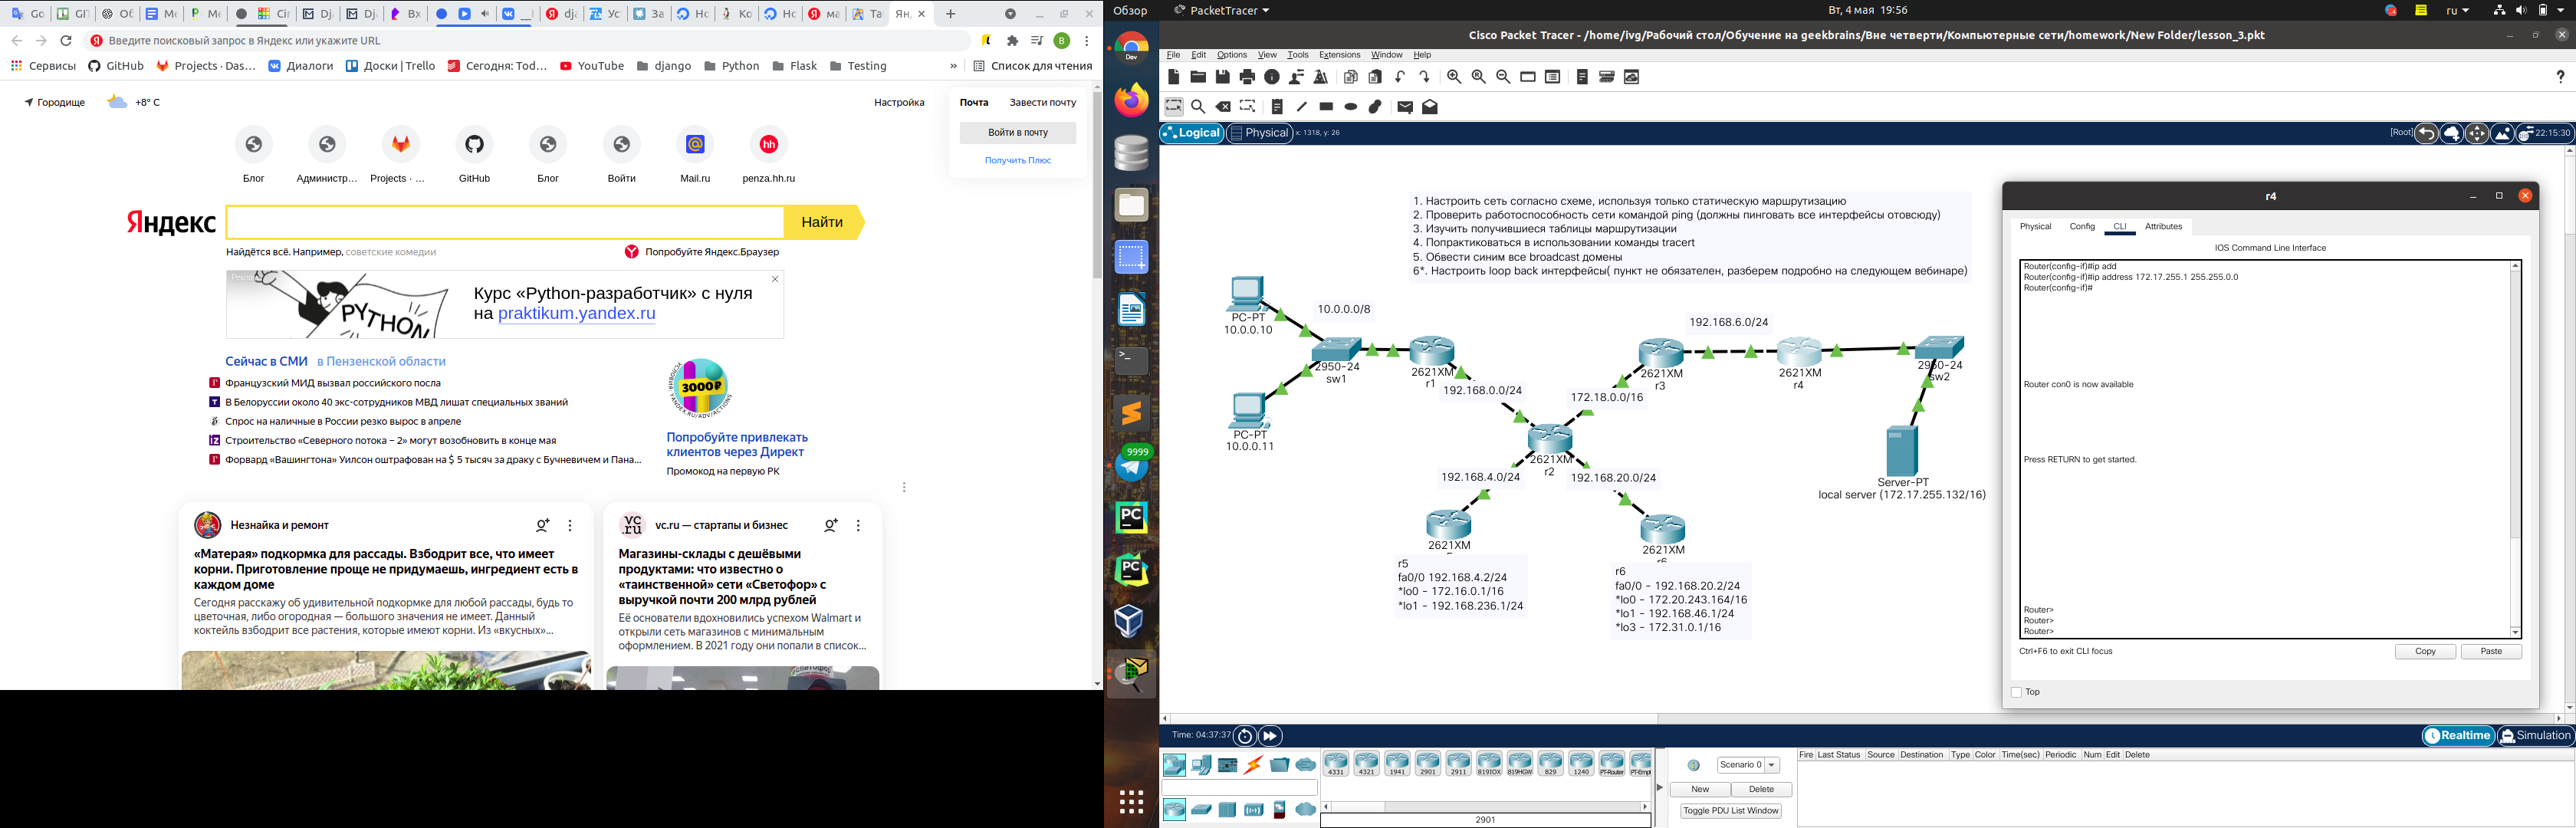 Go
GIT
Об
Ме
Ме
Cir
Dj
Dj
Вх
__l
dja
Ус
За
Но
Ко
Но
ма
Та
Ян
Введите поисковый запрос в Яндекс или укажите URL
Сервисы
GitHub
Projects · Das…
Диалоги
Доски | Trello
Сегодня: Tod…
YouTube
django
Python
Flask
Testing
»
Список для чтения
Городище
+8° C
Настройка
Почта
Завести почту
Войти в почту
Получить Плюс
Блог
Администр…
Projects · …
GitHub
Блог
Войти
Mail.ru
penza.hh.ru
Яндекс
Найти
Найдётся всё. Например, советские комедии
Попробуйте Яндекс.Браузер
PYTHON
Курс «Python-разработчик» с нуля
на praktikum.yandex.ru
Сейчас в СМИ
в Пензенской области
Французский МИД вызвал российского посла
В Белоруссии около 40 экс-сотрудников МВД лишат специальных званий
Спрос на наличные в России резко вырос в апреле
Строительство «Северного потока – 2» могут возобновить в конце мая
Форвард «Вашингтона» Уилсон оштрафован на $ 5 тысяч за драку с Бучневичем и Пана…
3000₽
Попробуйте привлекать
клиентов через Директ
Промокод на первую РК
Незнайка и ремонт
«Матерая» подкормка для рассады. Взбодрит все, что имеет
корни. Приготовление проще не придумаешь, ингредиент есть в
каждом доме
Сегодня расскажу об удивительной подкормке для любой рассады, будь то
цветочная, либо огородная — большого значения не имеет. Данный
коктейль взбодрит все растения, которые имеют корни. Из «вкусных»…
vc.ru
vc.ru — стартапы и бизнес
Магазины-склады с дешёвыми
продуктами: что известно о
«таинственной» сети «Светофор» с
выручкой почти 200 млрд рублей
Её основатели вдохновились успехом Walmart и
открыли сеть магазинов с минимальным
оформлением. В 2021 году они попали в список…
Обзор
PacketTracer
Вт, 4 мая 19:56
ru
Dev
9999
Cisco Packet Tracer - /home/ivg/Рабочий стол/Обучение на geekbrains/Вне четверти/Компьютерные сети/homework/New Folder/lesson_3.pkt
File Edit Options View Tools Extensions Window Help
Logical
Physical
x: 1318, y: 26
[Root]
22:15:30
1. Настроить сеть согласно схеме, используя только статическую маршрутизацию
2. Проверить работоспособность сети командой ping (должны пинговать все интерфейсы отовсюду)
3. Изучить получившиеся таблицы маршрутизации
4. Попрактиковаться в использовании команды tracert
5. Обвести синим все broadcast домены
6*. Настроить loop back интерфейсы( пункт не обязателен, разберем подробно на следующем вебинаре)
PC-PT
10.0.0.10
10.0.0.0/8
2950-24
sw1
PC-PT
10.0.0.11
2621XM
r1
192.168.0.0/24
2621XM
r2
172.18.0.0/16
2621XM
r3
192.168.6.0/24
2621XM
r4
2950-24
sw2
Server-PT
local server (172.17.255.132/16)
192.168.4.0/24
192.168.20.0/24
2621XM
r5
fa0/0 192.168.4.2/24
*lo0 - 172.16.0.1/16
*lo1 - 192.168.236.1/24
2621XM
r6
fa0/0 - 192.168.20.2/24
*lo0 - 172.20.243.164/16
*lo1 - 192.168.46.1/24
*lo3 - 172.31.0.1/16
r4
Physical Config CLI Attributes
IOS Command Line Interface
Router(config-if)#ip add
Router(config-if)#ip address 172.17.255.1 255.255.0.0
Router(config-if)#
Router con0 is now available
Press RETURN to get started.
Router>
Router>
Router>
Ctrl+F6 to exit CLI focus
Copy
Paste
Top
Time: 04:37:37
Realtime
Simulation
4331 4321 1941 2901 2911 819IOX 819HGW 829 1240 PT-Router PT-Empt
2901
Scenario 0
New
Delete
Toggle PDU List Window
Fire Last Status Source Destination Type Color Time(sec) Periodic Num Edit Delete